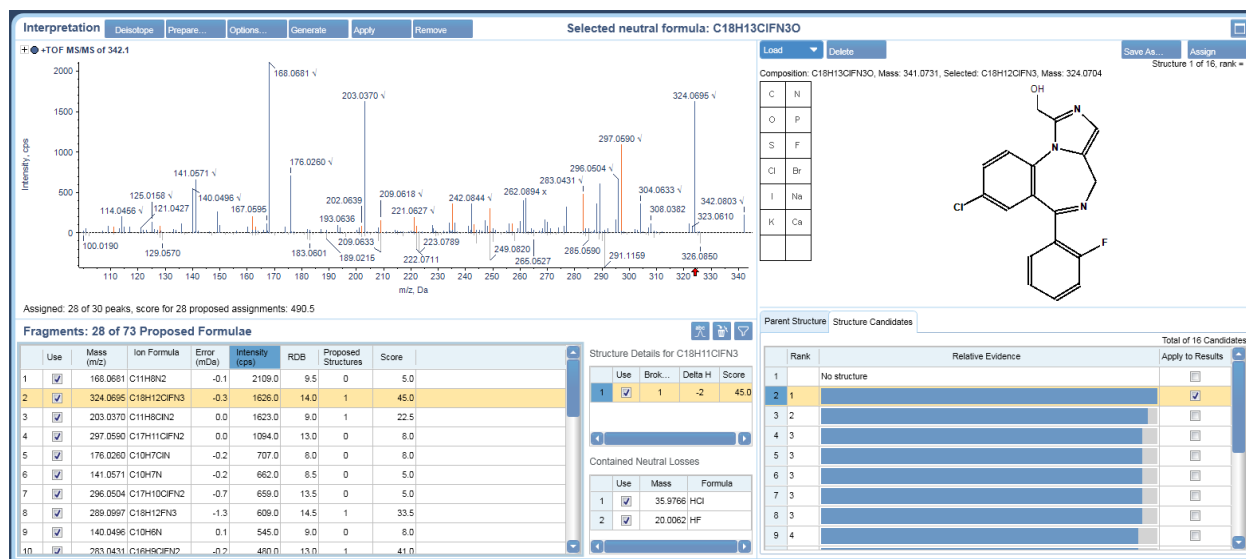 Interpretation Deisotope Prepare... Options... Generate Apply Remove Selected neutral formula: C18H13ClFN3O
+TOF MS/MS of 342.1
2000
1500
1000
500
0
Intensity, cps
168.0681 √
203.0370 √
324.0695 √
297.0590 √
176.0260 √
296.0504 √
141.0571 √
283.0431 √
125.0158 √
140.0496 √
202.0639
209.0618 √
262.0894 x
304.0633 √
114.0456 √
121.0427
167.0595
193.0636
221.0627 √
242.0844 √
308.0382
342.0803 √
323.0610
100.0190
129.0570
183.0601
209.0633
189.0215
223.0789
222.0711
249.0820
265.0527
285.0590
291.1159
326.0850
110 120 130 140 150 160 170 180 190 200 210 220 230 240 250 260 270 280 290 300 310 320 330 340
m/z, Da
Assigned: 28 of 30 peaks, score for 28 proposed assignments: 490.5
Load Delete Save As... Assign
Structure 1 of 16, rank =
Composition: C18H13ClFN3O, Mass: 341.0731, Selected: C18H12ClFN3, Mass: 324.0704
C N
O P
S F
Cl Br
I Na
K Ca
OH
N
N
N
Cl
F
Fragments: 28 of 73 Proposed Formulae
Use Mass (m/z) Ion Formula Error (mDa) Intensity (cps) RDB Proposed Structures Score
1 168.0681 C11H8N2 -0.1 2109.0 9.5 0 5.0
2 324.0695 C18H12ClFN3 -0.3 1626.0 14.0 1 45.0
3 203.0370 C11H8ClN2 0.0 1623.0 9.0 1 22.5
4 297.0590 C17H11ClFN2 0.0 1094.0 13.0 0 8.0
5 176.0260 C10H7ClN -0.2 707.0 8.0 0 8.0
6 141.0571 C10H7N -0.2 662.0 8.5 0 5.0
7 296.0504 C17H10ClFN2 -0.7 659.0 13.5 0 5.0
8 289.0997 C18H12FN3 -1.3 609.0 14.5 1 33.5
9 140.0496 C10H6N 0.1 545.0 9.0 0 8.0
10 283.0431 C16H9ClFN2 -0.2 480.0 13.0 1 41.0
Structure Details for C18H11ClFN3
Use Brok... Delta H Score
1 1 -2 45.0
Contained Neutral Losses
Use Mass Formula
1 35.9766 HCl
2 20.0062 HF
Parent Structure Structure Candidates
Total of 16 Candidates
Rank Relative Evidence Apply to Results
1 No structure
2 1
3 2
4 3
5 3
6 3
7 3
8 3
9 4